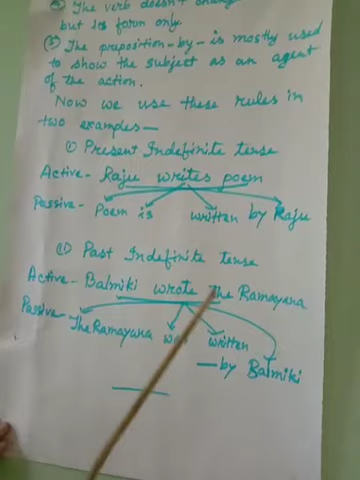 The verb doesn't chang
but its form only.
③ The preposition-by-is mostly used
to show the subject as an agent
of the action.
Now we use these rules in
two examples—
(i) Present Indefinite tense
Active- Raju writes poem
Passive- Poem is written by Raju
(ii) Past Indefinite tense
Active- Balmiki wrote the Ramayana
Passive- The Ramayana written
—by Balmiki